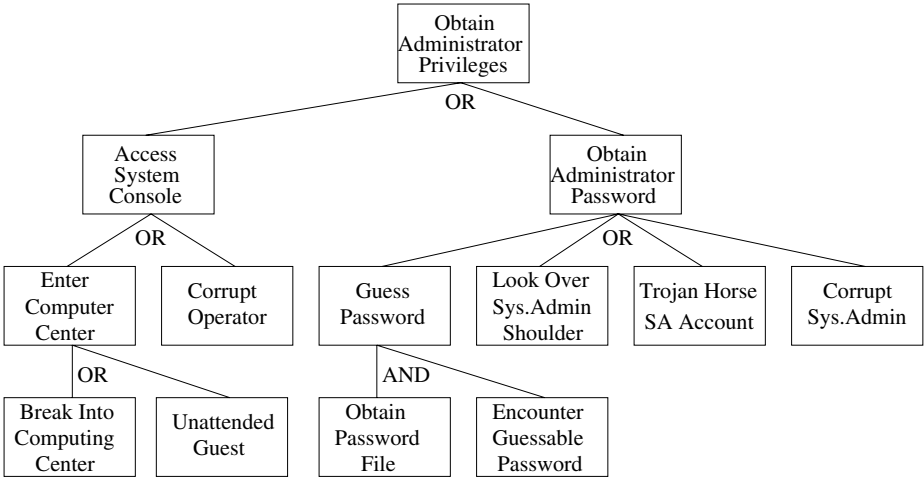 Obtain
Administrator
Privileges
OR
Access
System
Console
Obtain
Administrator
Password
OR
OR
Enter
Computer
Center
Corrupt
Operator
Guess
Password
Look Over
Sys.Admin
Shoulder
Trojan Horse
SA Account
Corrupt
Sys.Admin
OR
AND
Break Into
Computing
Center
Unattended
Guest
Obtain
Password
File
Encounter
Guessable
Password